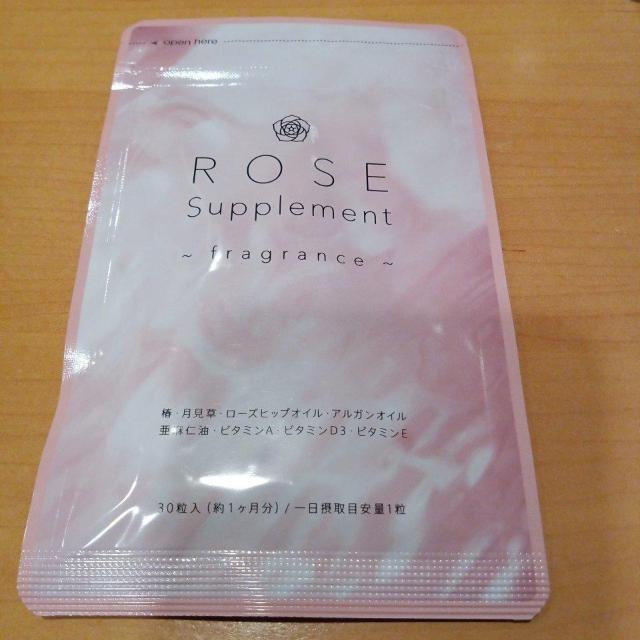 ◄ open here
ROSE
Supplement
~ fragrance ~
椿・月見草・ローズヒップオイル・アルガンオイル
亜麻仁油・ビタミンA・ビタミンD3・ビタミンE
30粒入（約1ヶ月分）/ 一日摂取目安量1粒